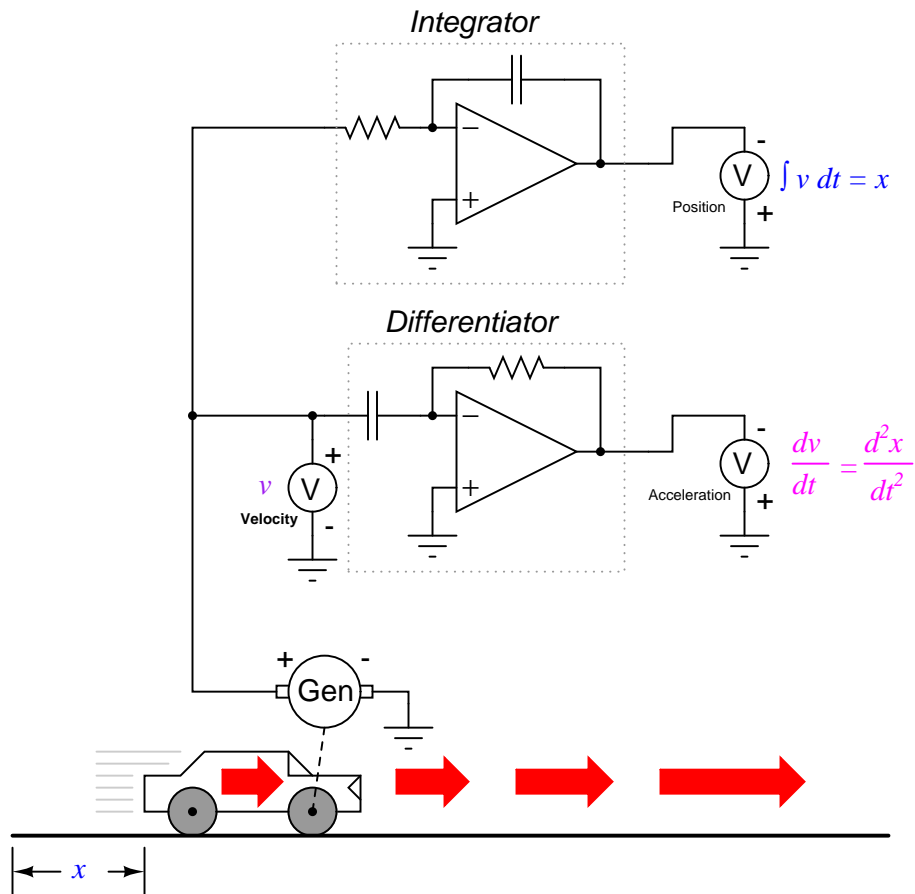 Integrator
−
+
-
V
+
Position
∫ v dt = x
Differentiator
−
+
v
V
+
-
Velocity
-
V
+
Acceleration
dv/dt = d²x/dt²
+
Gen
-
x